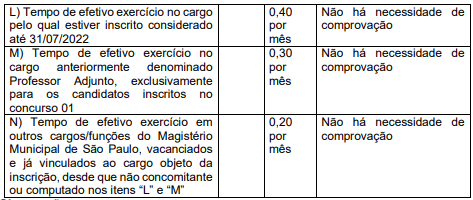 L) Tempo de efetivo exercício no cargo
pelo qual estiver inscrito considerado
até 31/07/2022
0,40
por
mês
Não há necessidade de
comprovação
M) Tempo de efetivo exercício no
cargo anteriormente denominado
Professor Adjunto, exclusivamente
para os candidatos inscritos no
concurso 01
0,30
por
mês
Não há necessidade de
comprovação
N) Tempo de efetivo exercício em
outros cargos/funções do Magistério
Municipal de São Paulo, vacanciados
e já vinculados ao cargo objeto da
inscrição, desde que não concomitante
ou computado nos itens “L” e “M”
0,20
por
mês
Não há necessidade de
comprovação